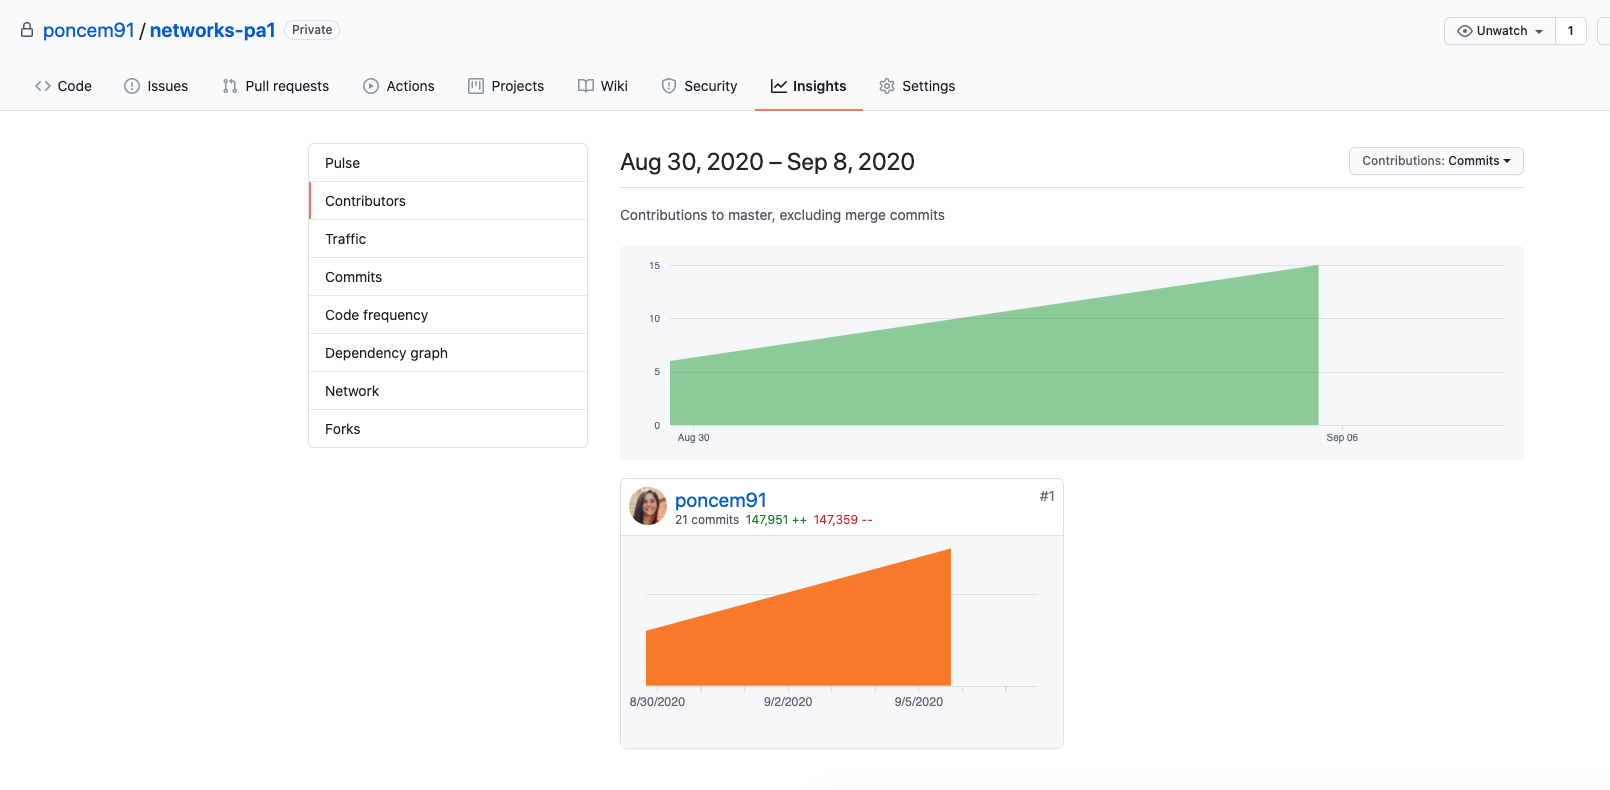 poncem91 / networks-pa1 Private
Unwatch 1
Code Issues Pull requests Actions Projects Wiki Security Insights Settings
Pulse
Contributors
Traffic
Commits
Code frequency
Dependency graph
Network
Forks
Aug 30, 2020 – Sep 8, 2020
Contributions: Commits
Contributions to master, excluding merge commits
15
10
5
0
Aug 30 Sep 06
poncem91 #1
21 commits 147,951 ++ 147,359 --
8/30/2020 9/2/2020 9/5/2020